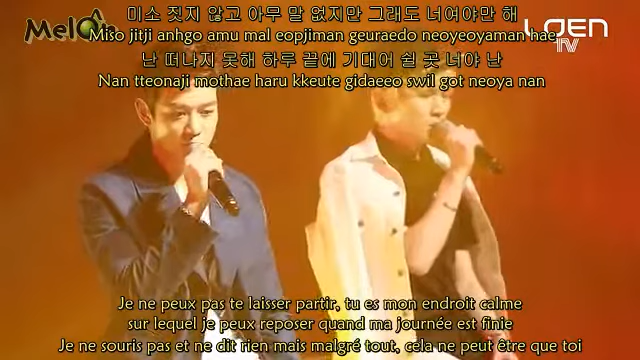 미소 짓지 않고 아무 말 없지만 그래도 너여야만 해
Miso jitji anhgo amu mal eopjiman geuraedo neoyeoyaman hae
Melon
LOEN
TV
난 떠나지 못해 하루 끝에 기대어 쉴 곳 너야 난
Nan tteonaji mothae haru kkeute gidaeeo swil got neoya nan
Je ne peux pas te laisser partir, tu es mon endroit calme
sur lequel je peux reposer quand ma journée est finie
Je ne souris pas et ne dit rien mais malgré tout, cela ne peut être que toi